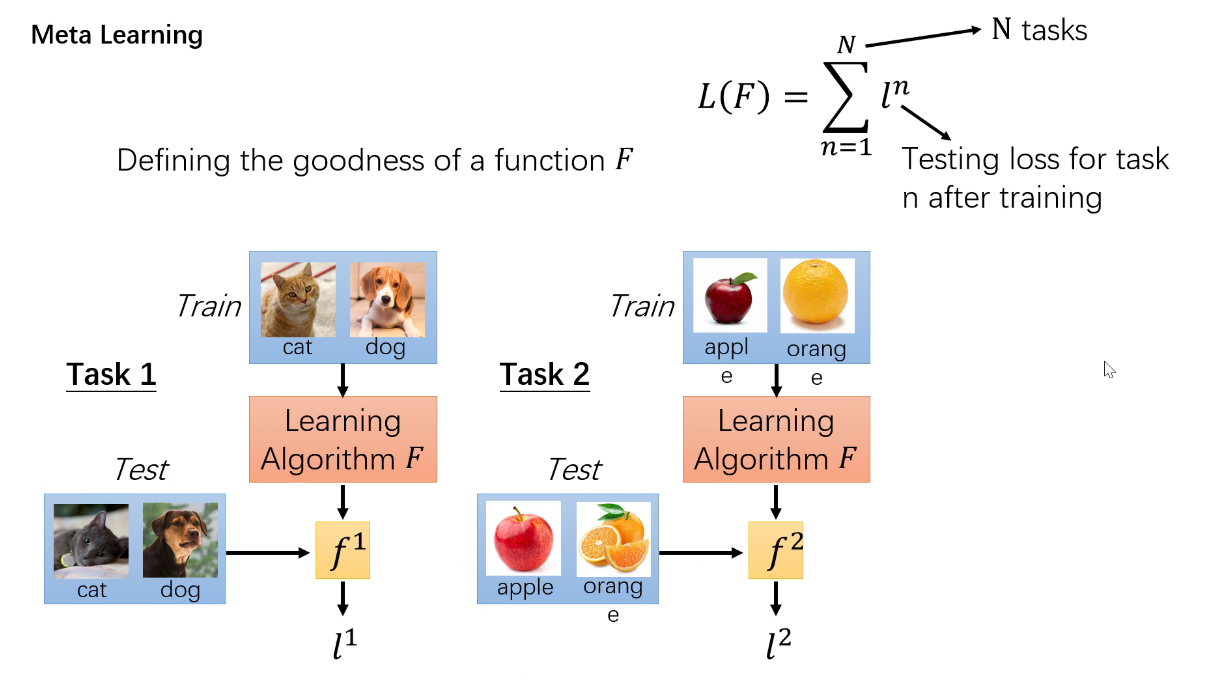 Meta Learning
N tasks
L(F) = \sum_{n=1}^{N} l^n
Defining the goodness of a function F
Testing loss for task
n after training
Train
cat dog
Task 1
Learning
Algorithm F
Test
cat dog
f^1
l^1
Train
appl orang
e e
Task 2
Learning
Algorithm F
Test
apple orang
e
f^2
l^2